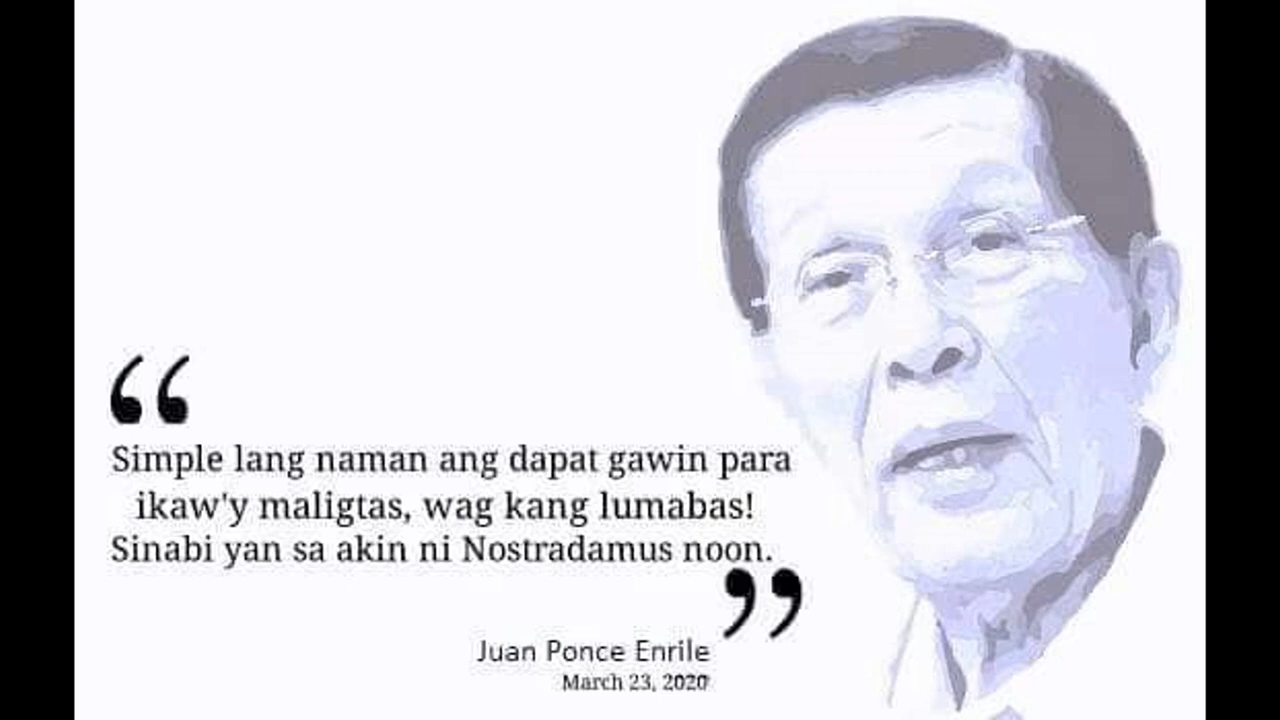 “
Simple lang naman ang dapat gawin para
ikaw'y maligtas, wag kang lumabas!
Sinabi yan sa akin ni Nostradamus noon.
”
Juan Ponce Enrile
March 23, 2020